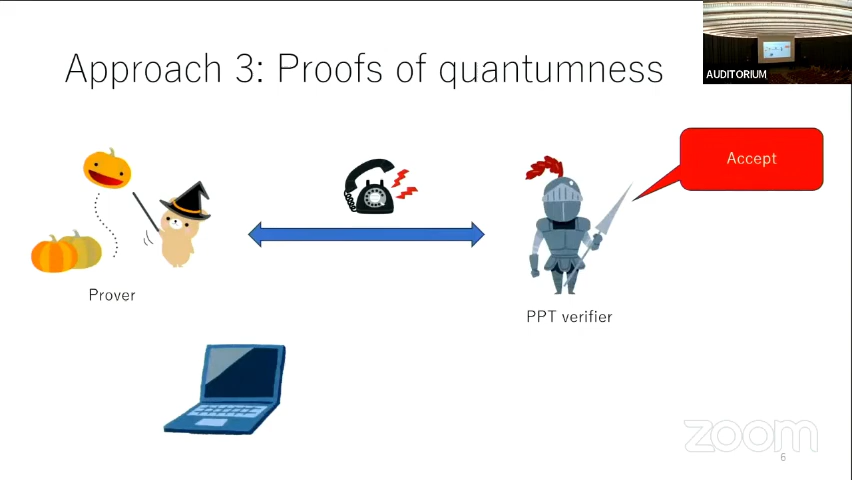 Approach 3: Proofs of quantumness
AUDITORIUM
Accept
Prover
PPT verifier
zoom
6